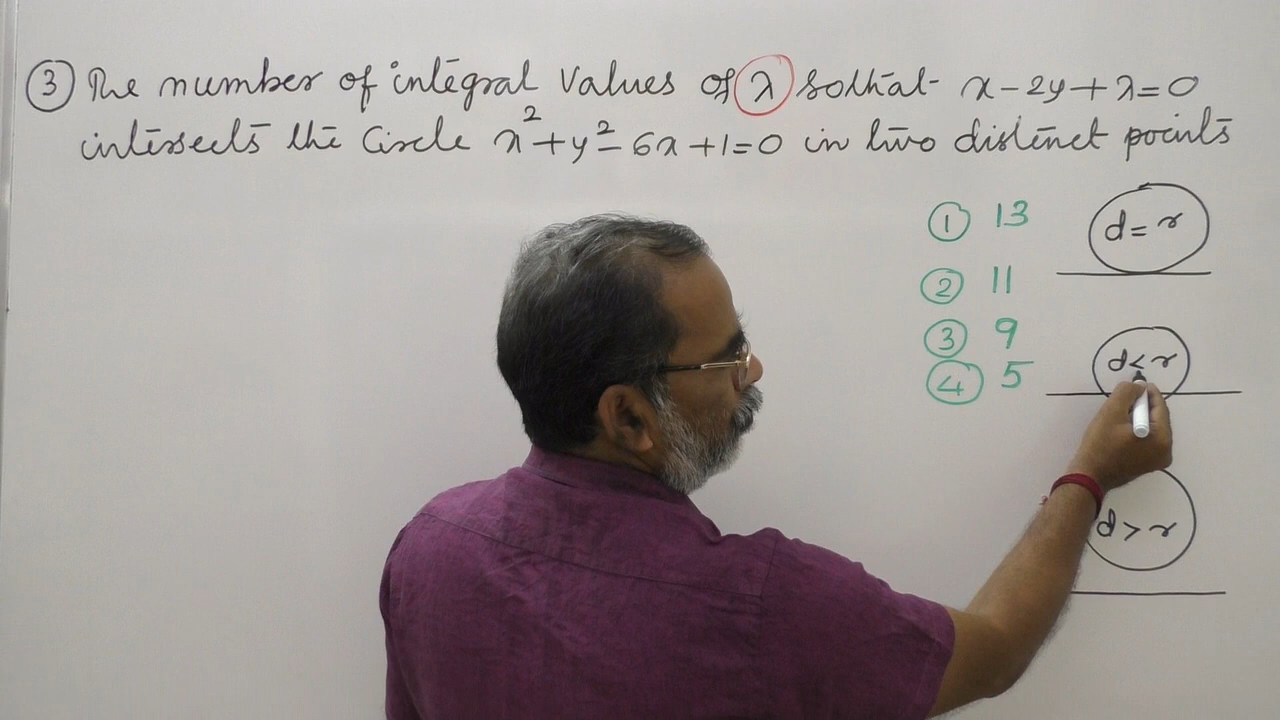 ③ The number of integral values of λ so that x - 2y + λ = 0
intersects the circle x² + y² - 6x + 1 = 0 in two distinct points
① 13
② 11
③ 9
④ 5
d = r
d < r
d > r